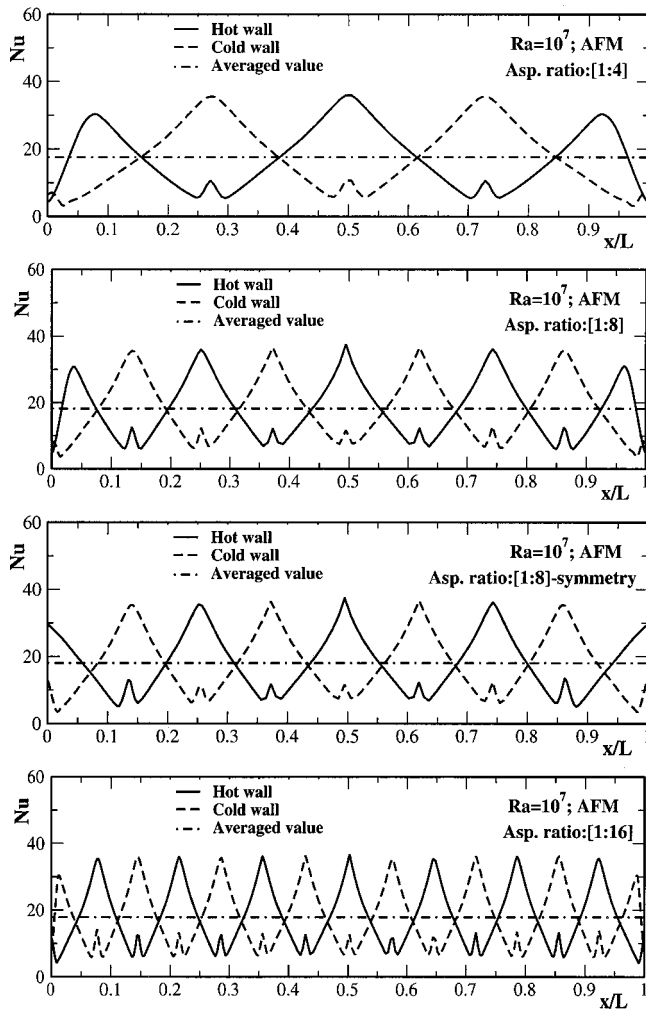 60
Nu
Hot wall
Cold wall
Averaged value
Ra=10^7; AFM
Asp. ratio:[1:4]
40
20
0
0 0.1 0.2 0.3 0.4 0.5 0.6 0.7 0.8 0.9 1
x/L
60
Nu
Hot wall
Cold wall
Averaged value
Ra=10^7; AFM
Asp. ratio:[1:8]
40
20
0
0 0.1 0.2 0.3 0.4 0.5 0.6 0.7 0.8 0.9 1
x/L
60
Nu
Hot wall
Cold wall
Averaged value
Ra=10^7; AFM
Asp. ratio:[1:8]-symmetry
40
20
0
0 0.1 0.2 0.3 0.4 0.5 0.6 0.7 0.8 0.9 1
x/L
60
Nu
Hot wall
Cold wall
Averaged value
Ra=10^7; AFM
Asp. ratio:[1:16]
40
20
0
0 0.1 0.2 0.3 0.4 0.5 0.6 0.7 0.8 0.9 1
x/L